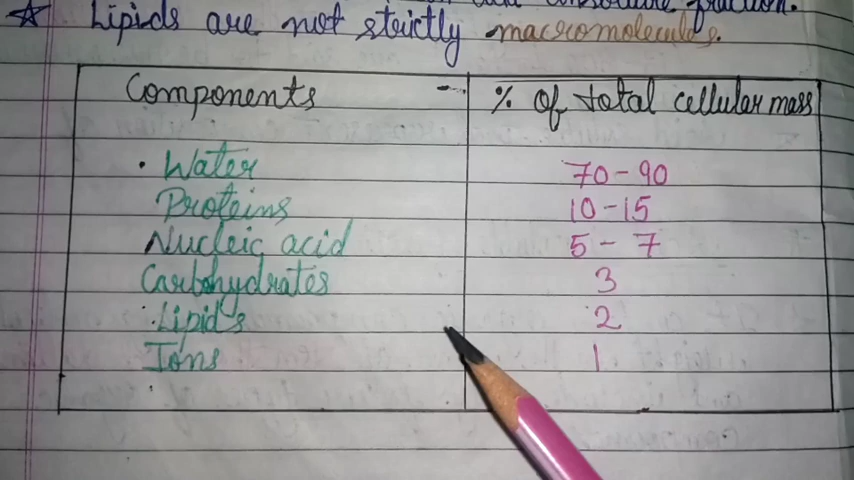 fraction.
☆ Lipids are not strictly macromolecules.
Components % Of total cellular mass
Water 70-90
Proteins 10-15
Nucleic acid 5-7
Carbohydrates 3
Lipids 2
Ions 1